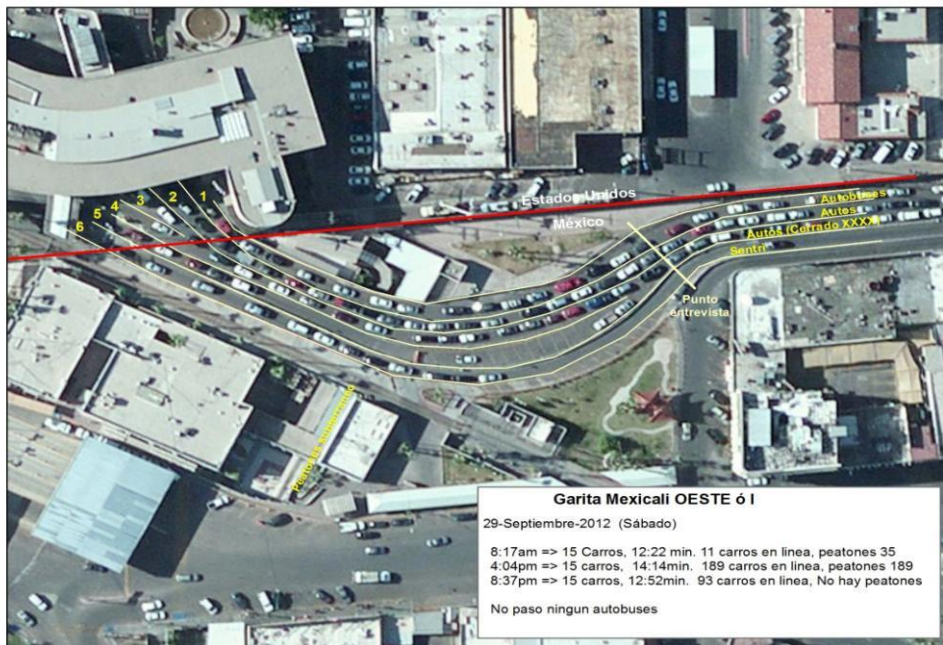 1
2
3
4
5
6
Estados Unidos
México
Autobuses
Autos
Autos (Cerrado XXXX)
Sentri
Punto
entrevista
Garita Mexicali OESTE ó I
29-Septiembre-2012 (Sábado)
8:17am => 15 Carros, 12:22 min. 11 carros en linea, peatones 35
4:04pm => 15 carros, 14:14min. 189 carros en linea, peatones 189
8:37pm => 15 carros, 12:52min. 93 carros en linea, No hay peatones
No paso ningun autobuses